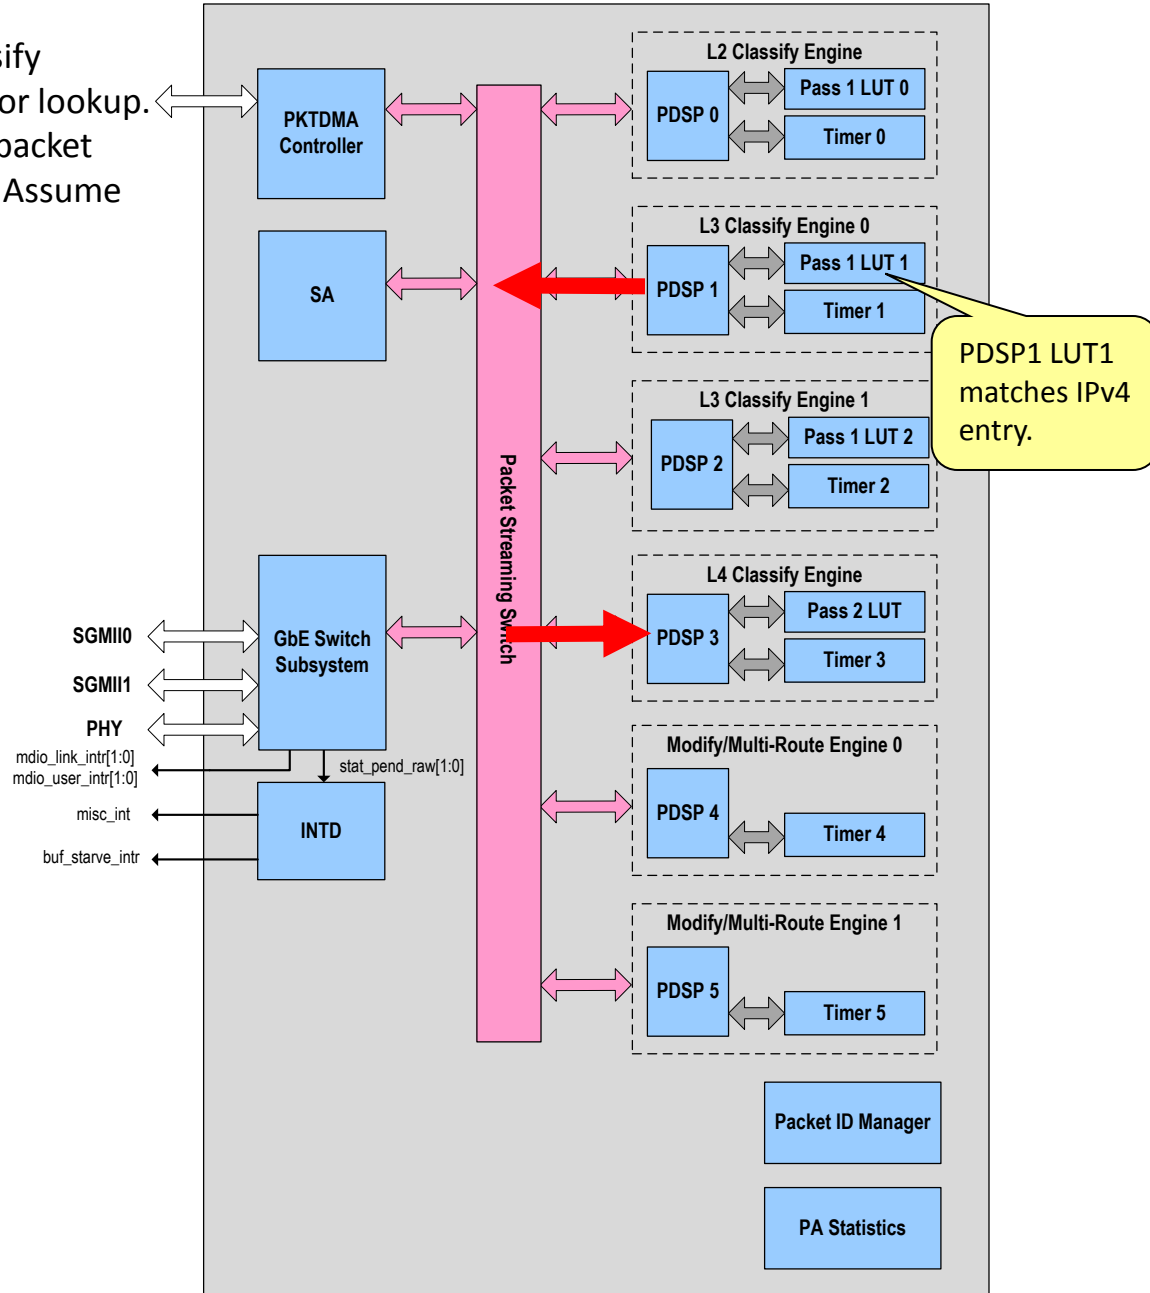 sify
or lookup.
packet
Assume
PKTDMA
Controller
SA
GbE Switch
Subsystem
INTD
SGMII0
SGMII1
PHY
mdio_link_intr[1:0]
mdio_user_intr[1:0]
misc_int
buf_starve_intr
stat_pend_raw[1:0]
Packet Streaming Switch
L2 Classify Engine
PDSP 0
Pass 1 LUT 0
Timer 0
L3 Classify Engine 0
PDSP 1
Pass 1 LUT 1
Timer 1
PDSP1 LUT1
matches IPv4
entry.
L3 Classify Engine 1
PDSP 2
Pass 1 LUT 2
Timer 2
L4 Classify Engine
PDSP 3
Pass 2 LUT
Timer 3
Modify/Multi-Route Engine 0
PDSP 4
Timer 4
Modify/Multi-Route Engine 1
PDSP 5
Timer 5
Packet ID Manager
PA Statistics